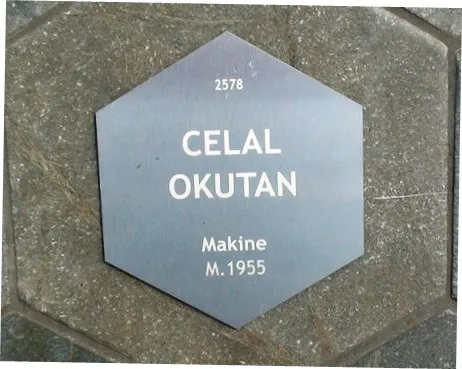 2578
CELAL
OKUTAN
Makine
M.1955